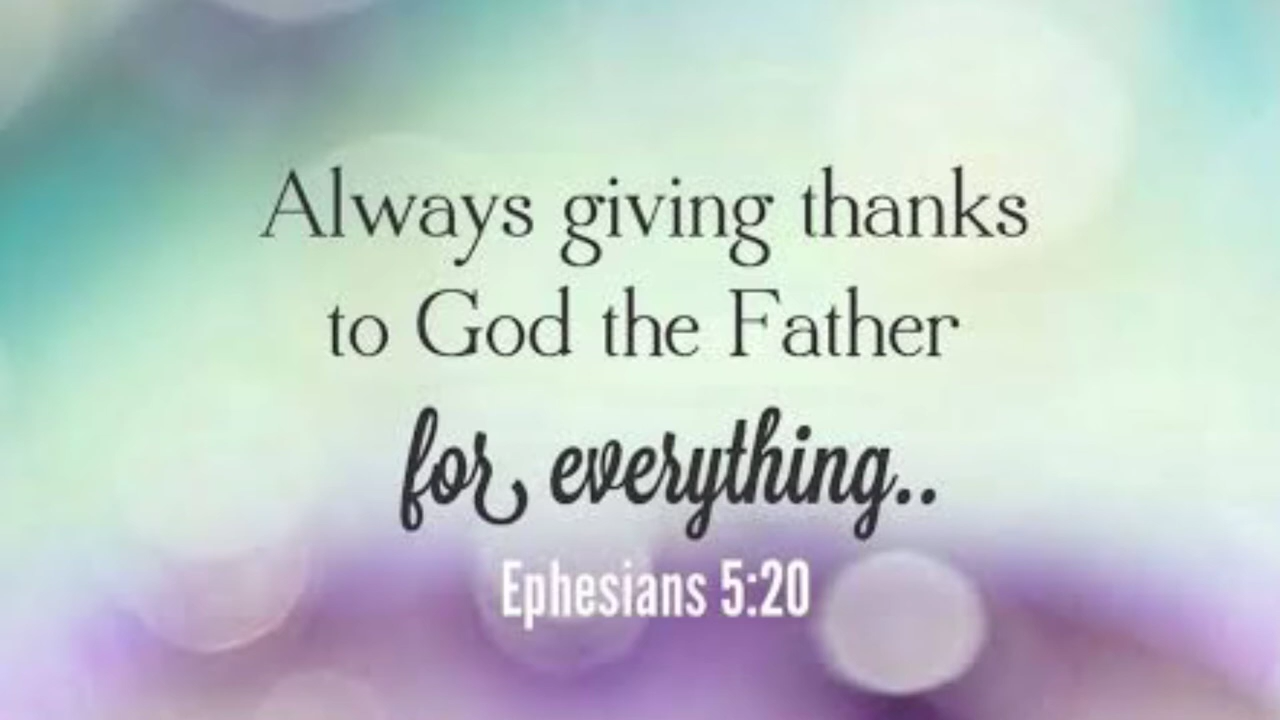 Always giving thanks
to God the Father
for everything..
Ephesians 5:20